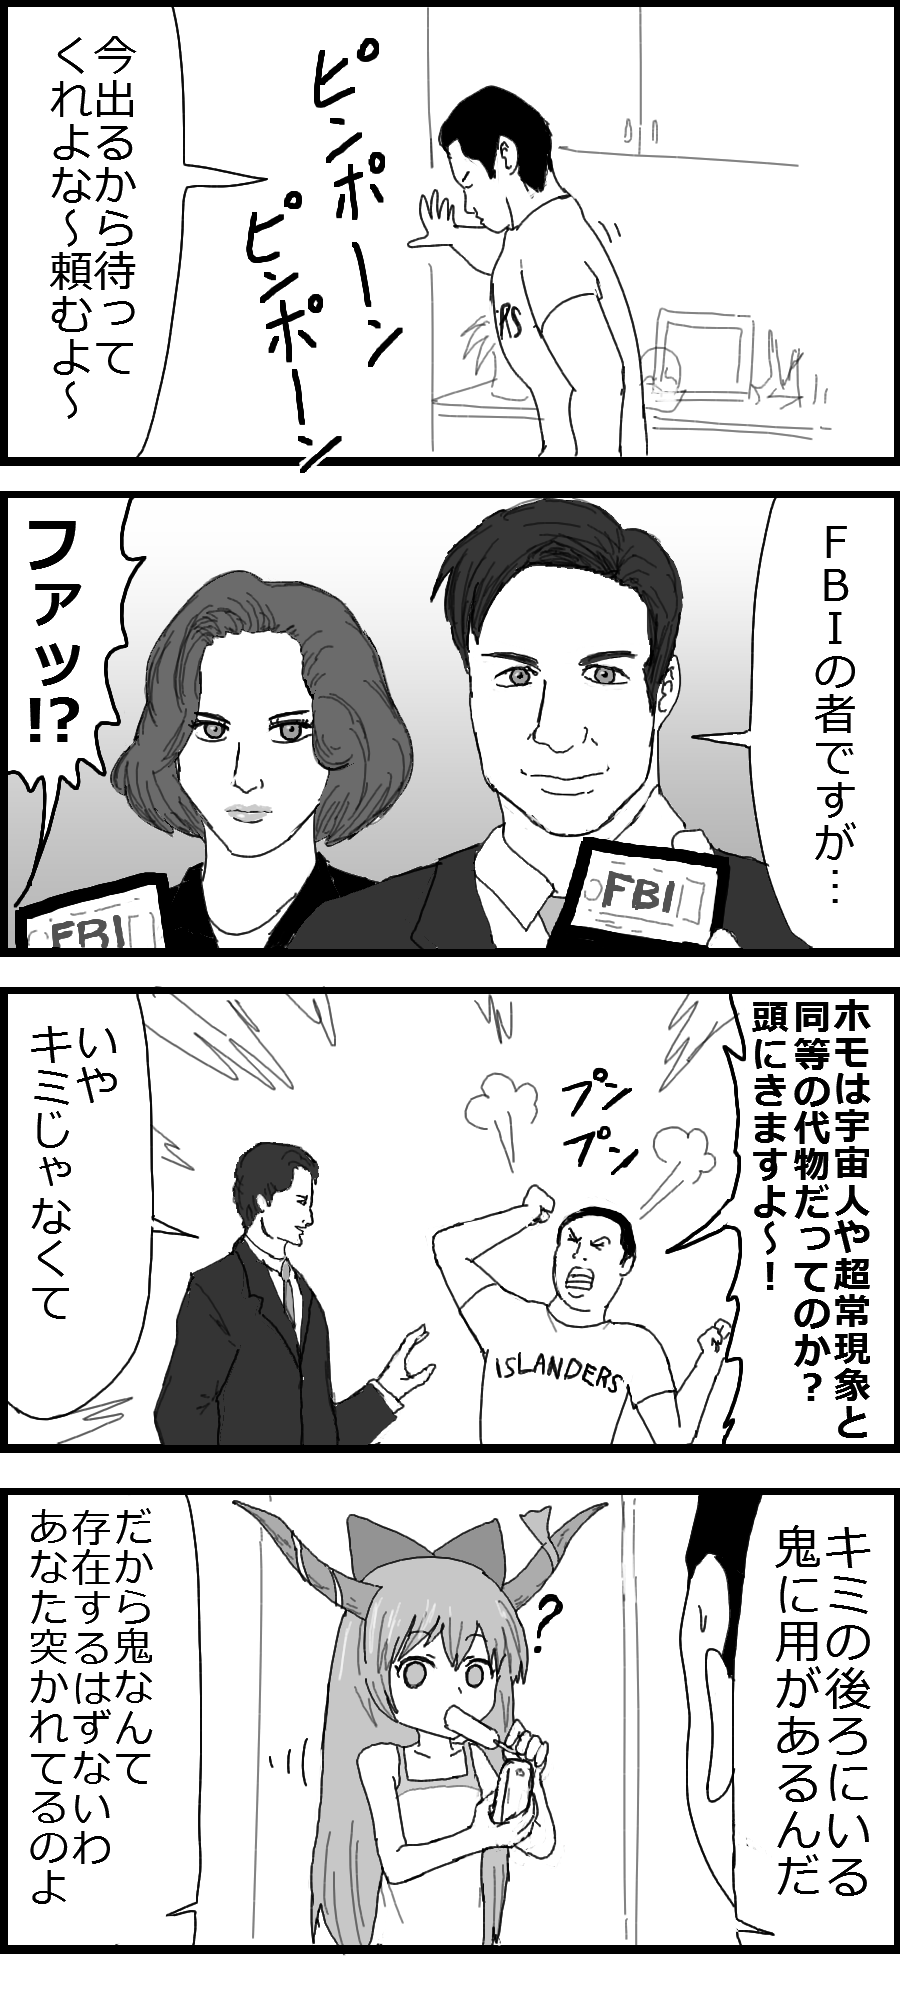 ピンポーン
ピンポーン
今出るから待って
くれよな～頼むよ～
RS
ＦＢＩの者ですが…
ファッ!?
FBI
FBI
ホモは宇宙人や超常現象と
同等の代物だってのか？
頭にきますよ～！
プン
プン
ISLANDERS
いや
キミじゃなくて
キミの後ろにいる
鬼に用があるんだ
?
だから鬼なんて
存在するはずないわ
あなた突かれてるのよ